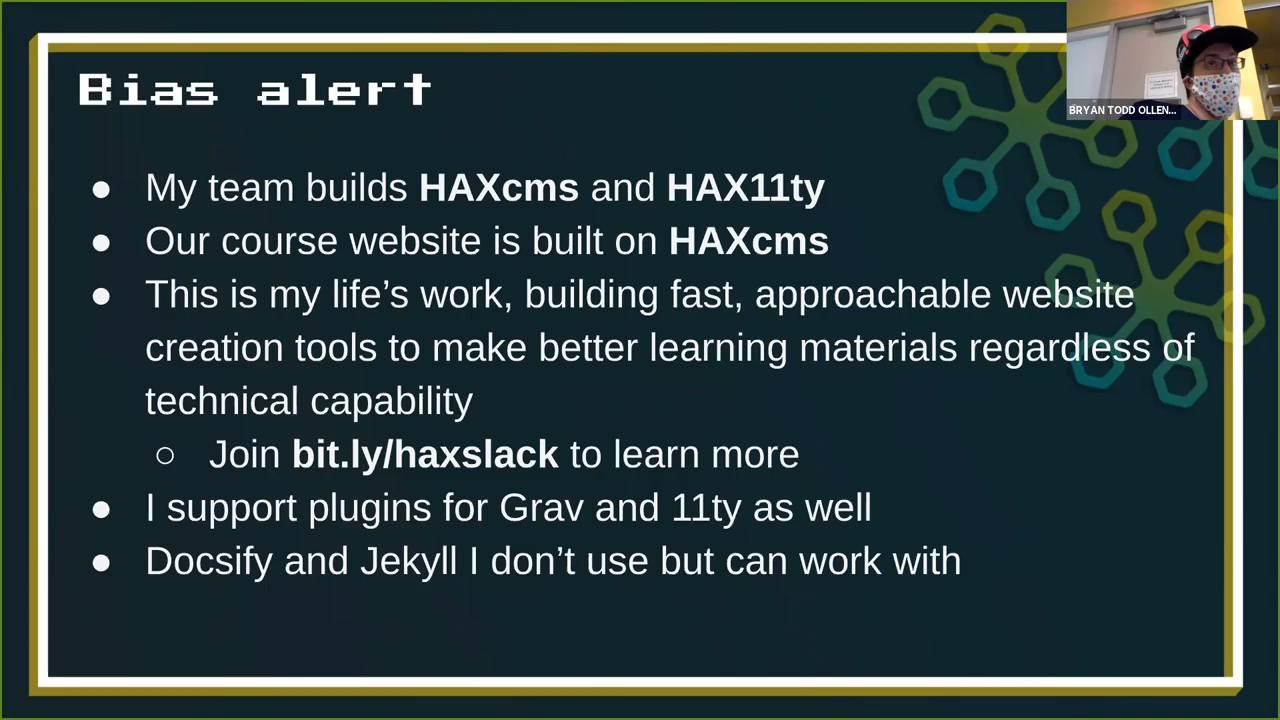 Bias alert
BRYAN TODD OLLEN...
● My team builds HAXcms and HAX11ty
● Our course website is built on HAXcms
● This is my life’s work, building fast, approachable website
creation tools to make better learning materials regardless of
technical capability
○ Join bit.ly/haxslack to learn more
● I support plugins for Grav and 11ty as well
● Docsify and Jekyll I don’t use but can work with